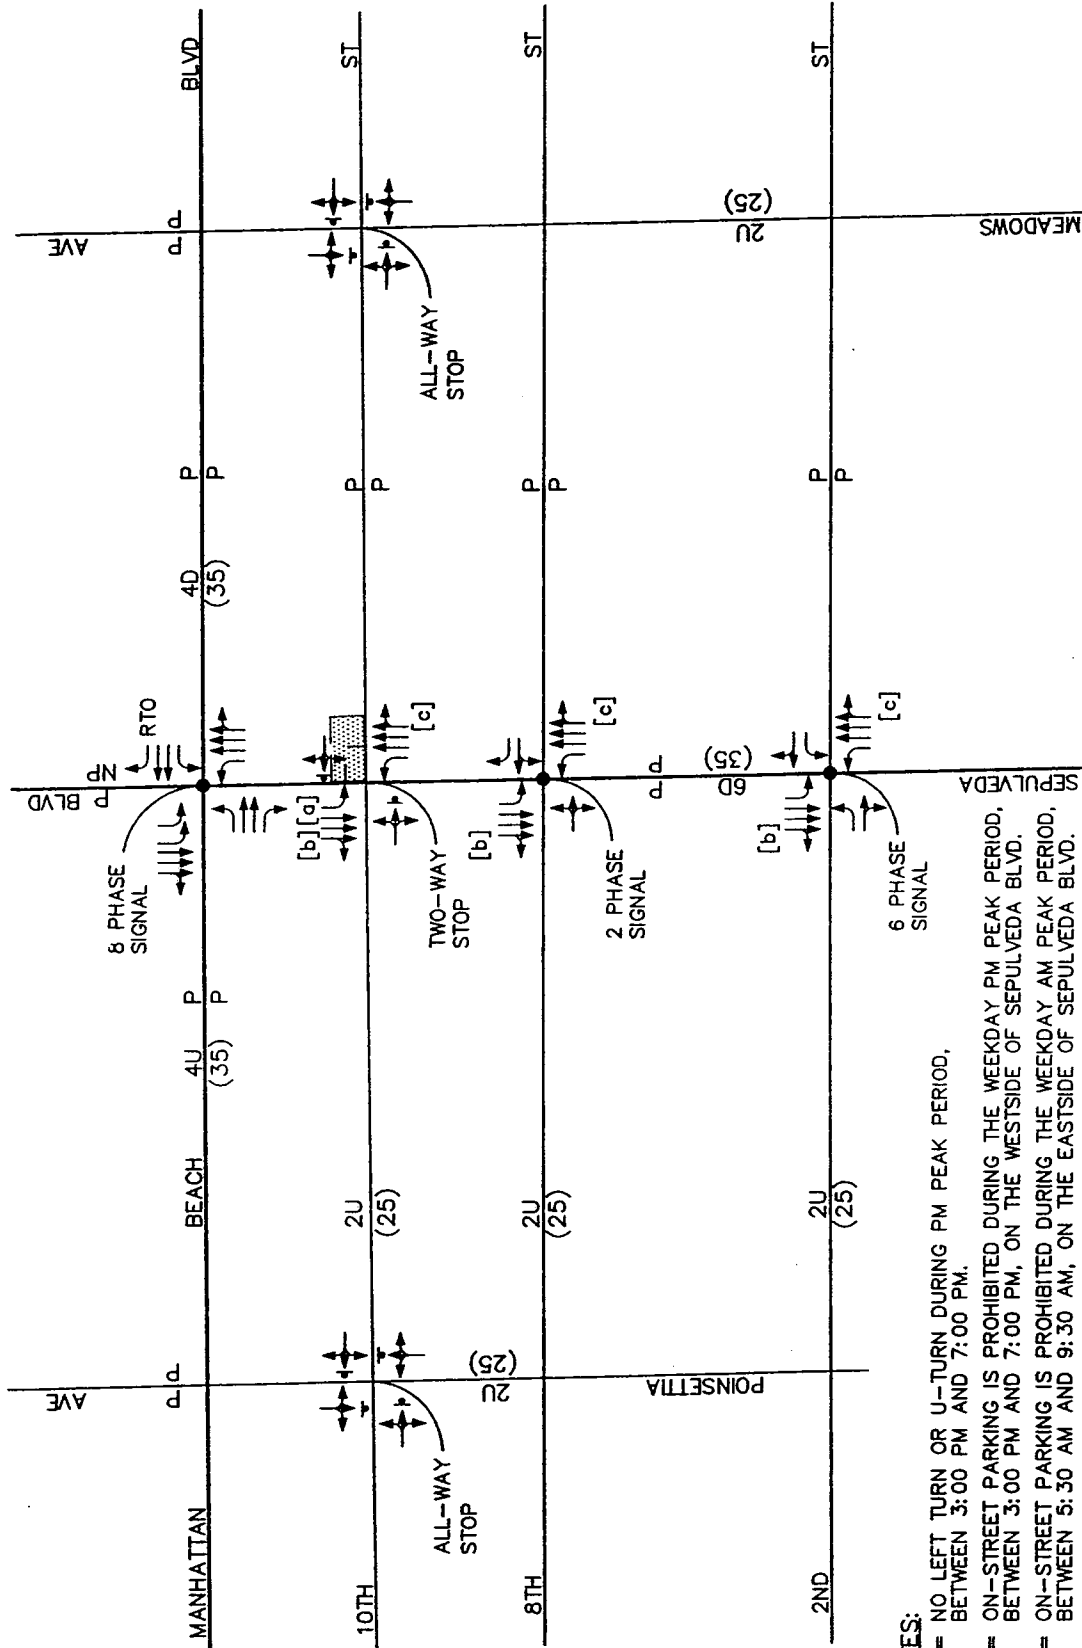 MANHATTAN
BEACH
BLVD
10TH
ST
8TH
ST
2ND
ST
AVE
P P
2U
(25)
POINSETTIA
ALL-WAY
STOP
4U
(35)
P
P
2U
(25)
2U
(25)
2U
(25)
8 PHASE
SIGNAL
BLVD
P
NP
RTO
[b] [a]
[c]
TWO-WAY
STOP
[b]
[c]
2 PHASE
SIGNAL
P P
6D
(35)
[b]
[c]
6 PHASE
SIGNAL
SEPULVEDA
4D
(35)
P
P
P
P
P
P
P
P
AVE
P P
ALL-WAY
STOP
2U
(25)
MEADOWS
ES:
= NO LEFT TURN OR U-TURN DURING PM PEAK PERIOD,
BETWEEN 3:00 PM AND 7:00 PM.
= ON-STREET PARKING IS PROHIBITED DURING THE WEEKDAY PM PEAK PERIOD,
BETWEEN 3:00 PM AND 7:00 PM, ON THE WESTSIDE OF SEPULVEDA BLVD.
= ON-STREET PARKING IS PROHIBITED DURING THE WEEKDAY AM PEAK PERIOD,
BETWEEN 5:30 AM AND 9:30 AM, ON THE EASTSIDE OF SEPULVEDA BLVD.